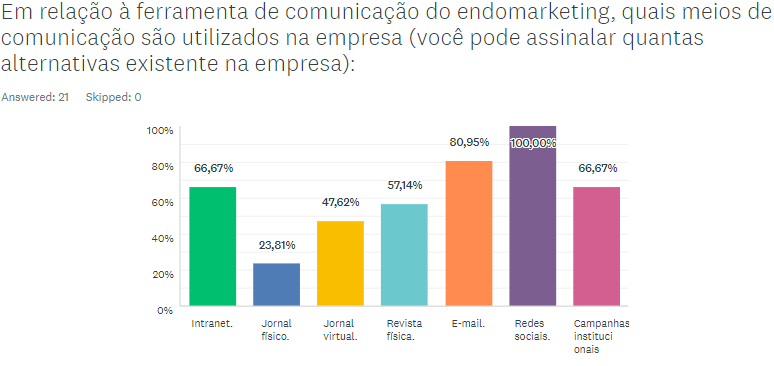 Em relação à ferramenta de comunicação do endomarketing, quais meios de
comunicação são utilizados na empresa (você pode assinalar quantas
alternativas existente na empresa):
Answered: 21 Skipped: 0
100%
80%
60%
40%
20%
0%
66,67%
23,81%
47,62%
57,14%
80,95%
100,00%
66,67%
Intranet.
Jornal
físico.
Jornal
virtual.
Revista
física.
E-mail.
Redes
sociais.
Campanhas
instituci
onais